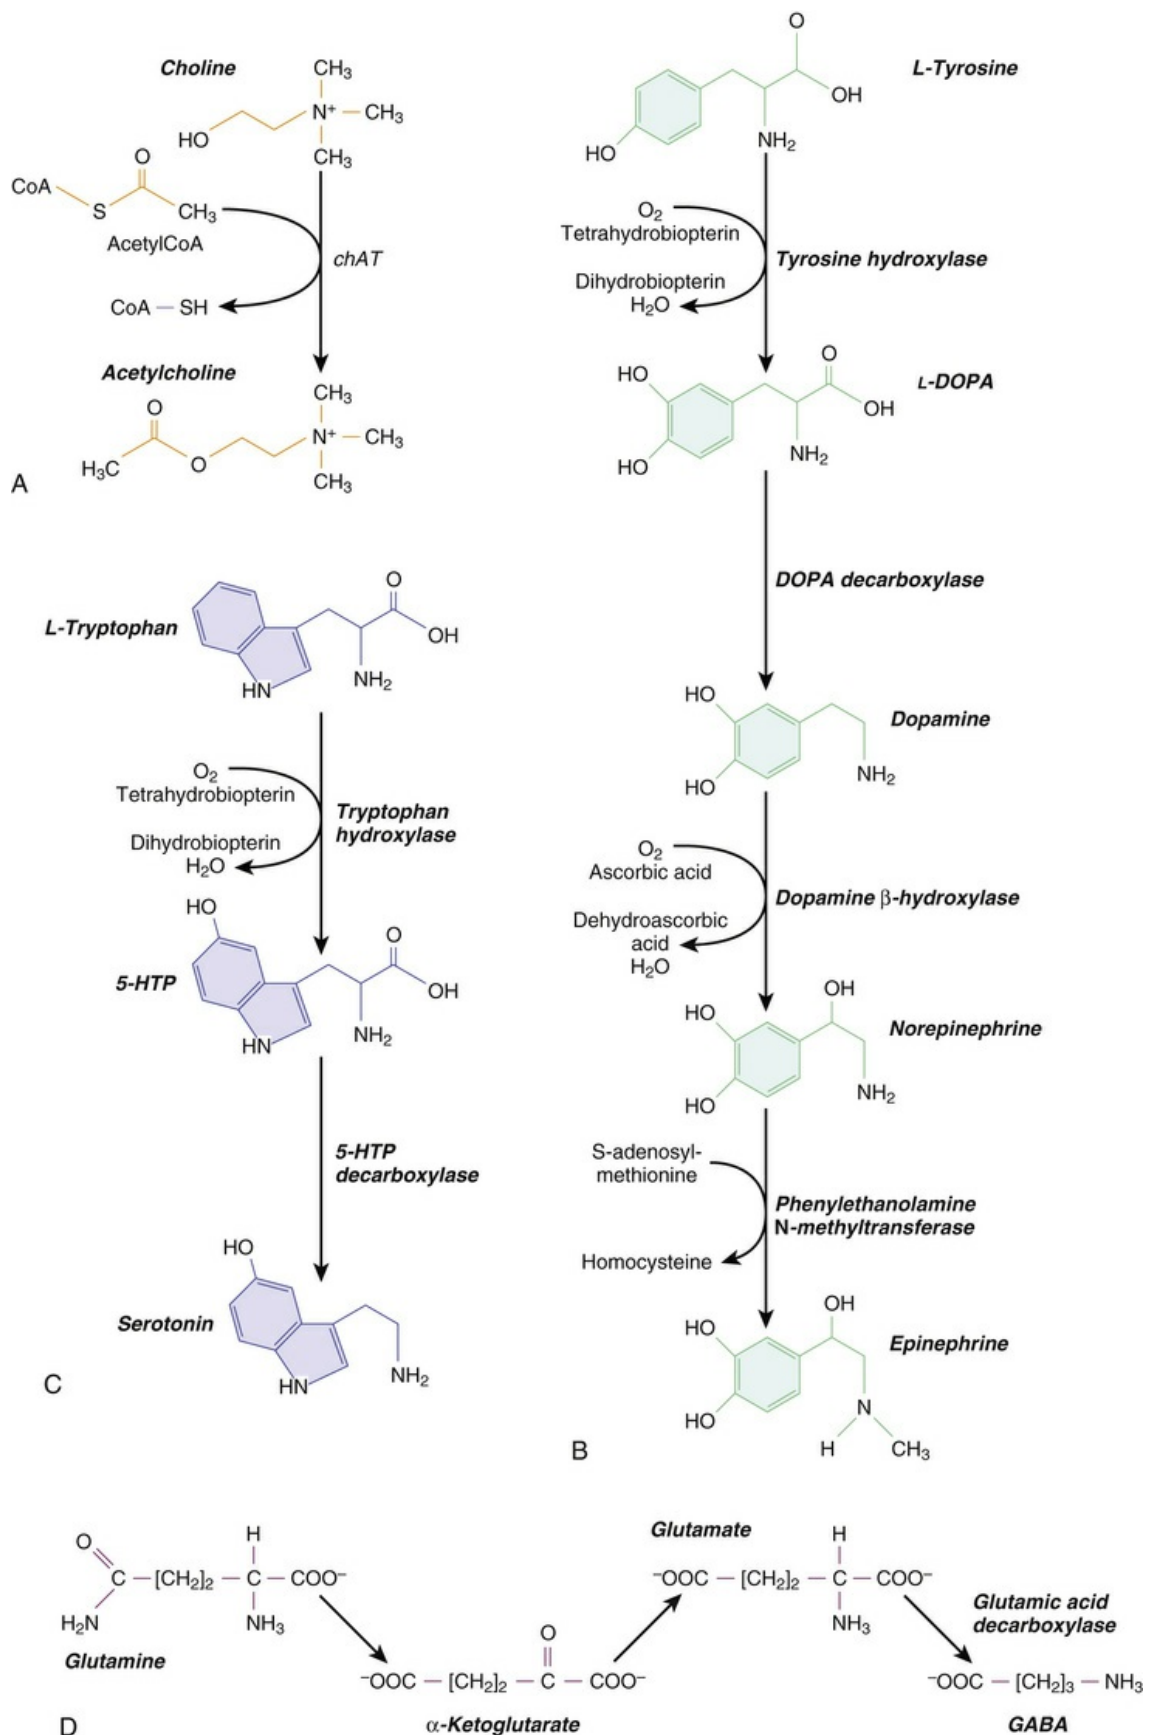 Choline
CH₃
HO
N⁺
CH₃
CH₃
O
CoA
S
CH₃
AcetylCoA
chAT
CoA
SH
Acetylcholine
O
CH₃
H₃C
O
N⁺
CH₃
CH₃
A
L-Tryptophan
O
OH
HN
NH₂
O₂
Tetrahydrobiopterin
Tryptophan
hydroxylase
Dihydrobiopterin
H₂O
HO
5-HTP
O
OH
HN
NH₂
5-HTP
decarboxylase
HO
Serotonin
HN
NH₂
C
O
L-Tyrosine
OH
HO
NH₂
O₂
Tetrahydrobiopterin
Tyrosine hydroxylase
Dihydrobiopterin
H₂O
HO
O
L-DOPA
OH
HO
NH₂
DOPA decarboxylase
HO
Dopamine
HO
NH₂
O₂
Ascorbic acid
Dopamine β-hydroxylase
Dehydroascorbic
acid
H₂O
OH
HO
Norepinephrine
HO
NH₂
S-adenosyl-
methionine
Phenylethanolamine
N-methyltransferase
Homocysteine
OH
HO
Epinephrine
HO
N
H
CH₃
B
O
H
C
[CH₂]₂
C
COO⁻
H₂N
NH₃
Glutamine
O
⁻OOC
[CH₂]₂
C
COO⁻
α-Ketoglutarate
Glutamate
H
⁻OOC
[CH₂]₂
C
COO⁻
NH₃
Glutamic acid
decarboxylase
⁻OOC
[CH₂]₃
NH₃
GABA
D